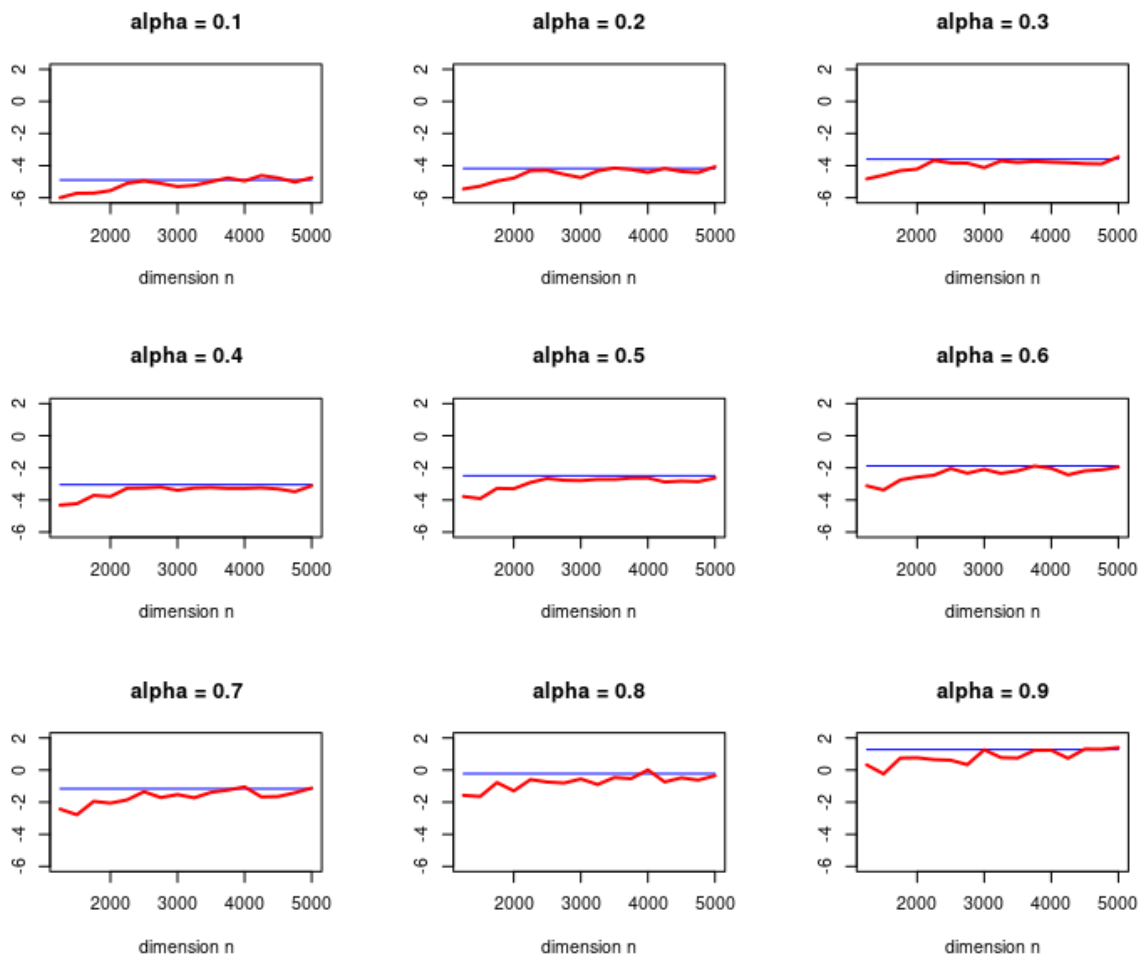 alpha = 0.1
2
0
-2
-4
-6
2000 3000 4000 5000
dimension n
alpha = 0.2
2
0
-2
-4
-6
2000 3000 4000 5000
dimension n
alpha = 0.3
2
0
-2
-4
-6
2000 3000 4000 5000
dimension n
alpha = 0.4
2
0
-2
-4
-6
2000 3000 4000 5000
dimension n
alpha = 0.5
2
0
-2
-4
-6
2000 3000 4000 5000
dimension n
alpha = 0.6
2
0
-2
-4
-6
2000 3000 4000 5000
dimension n
alpha = 0.7
2
0
-2
-4
-6
2000 3000 4000 5000
dimension n
alpha = 0.8
2
0
-2
-4
-6
2000 3000 4000 5000
dimension n
alpha = 0.9
2
0
-2
-4
-6
2000 3000 4000 5000
dimension n